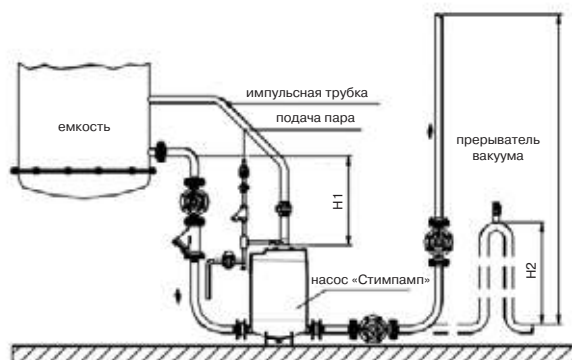 импульсная трубка
подача пара
емкость
прерыватель
вакуума
H1
H2
насос «Стимпамп»